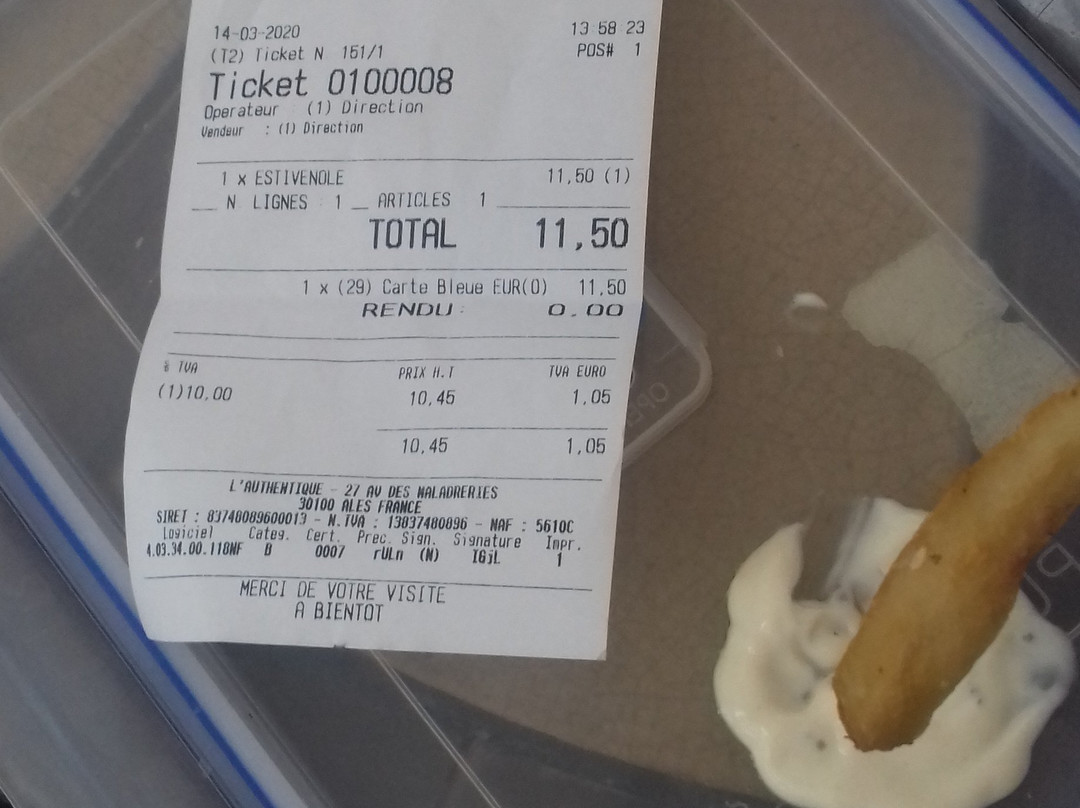 14-03-2020 13 58 23
(T2) Ticket N 151/1 POS# 1
Ticket 0100008
Operateur (1) Direction
Vendeur : (1) Direction
1 x ESTIVENOLE 11,50 (1)
N LIGNES 1 ARTICLES 1
TOTAL 11,50
1 x (29) Carte Bleue EUR(O) 11.50
RENDU : 0.00
% TVA PRIX H.T TVA EURO
(1)10,00 10,45 1,05
10,45 1,05
L'AUTHENTIQUE - 27 AV DES MALADRERIES
30100 ALES FRANCE
SIRET : 83748089600013 - N.TVA : 13837480896 - NAF : 5610C
Logiciel Categ. Cert. Prec. Sign. Signature Impr.
4.03.34.00.118NF B 0007 rULn (N) IGjL 1
MERCI DE VOTRE VISITE
A BIENTOT